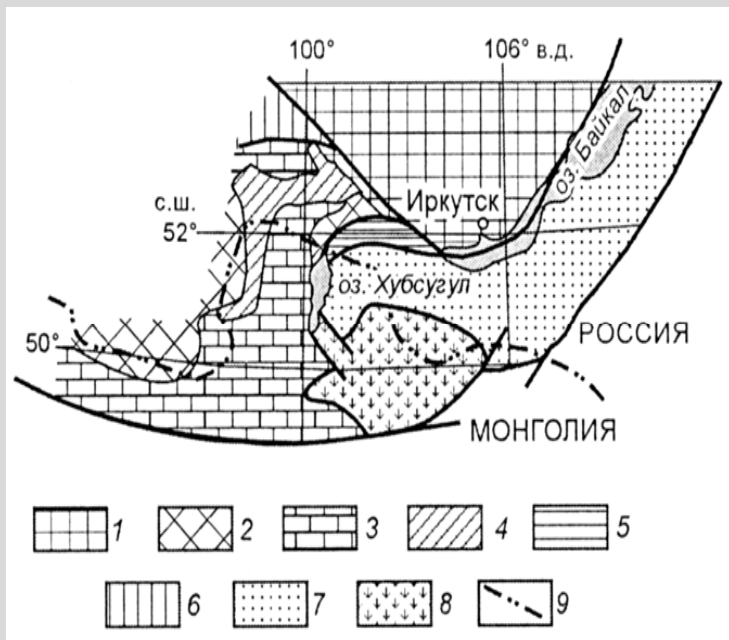 100°
106° в.д.
оз. Байкал
Иркутск
с.ш.
52°
оз. Хубсугул
50°
РОССИЯ
МОНГОЛИЯ
1 2 3 4 5
6 7 8 9